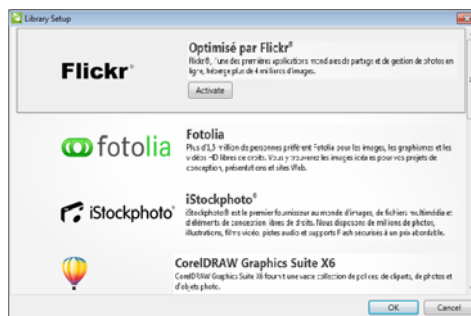 Library Setup
Flickr®
Optimisé par Flickr®
Flickr®, l'une des premières applications mondiales de partage et de gestion de photos en
ligne, héberge plus de 4 milliards d'images.
Activate
fotolia
Fotolia
Plus d'1,5 million de personnes préfèrent Fotolia pour les images, les graphismes et les
vidéos HD libres de droits. Vous y trouverez les images idéales pour vos projets de
conception, présentations et sites Web.
iStockphoto®
iStockphoto®
iStockphoto® est le premier fournisseur au monde d'images, de fichiers multimédia et
d'éléments de conception libres de droits. Nous disposons de millions de photos,
illustrations, films vidéo, pistes audio et supports Flash sécurisés à un prix abordable.
CorelDRAW Graphics Suite X6
CorelDRAW Graphics Suite X6 fournit une vaste collection de polices, de cliparts, de photos et
d'objets photo.
OK
Cancel